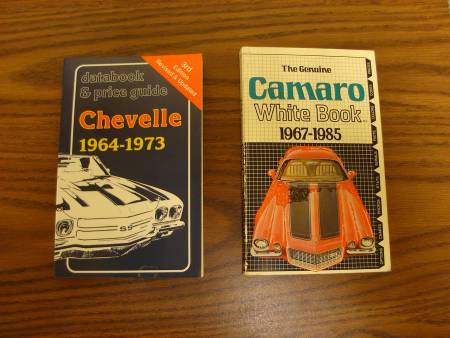 databook
& price guide
3rd
Edition
Revised & Updated
Chevelle
1964-1973
SS
The Genuine
Camaro
White Book
1967-1985